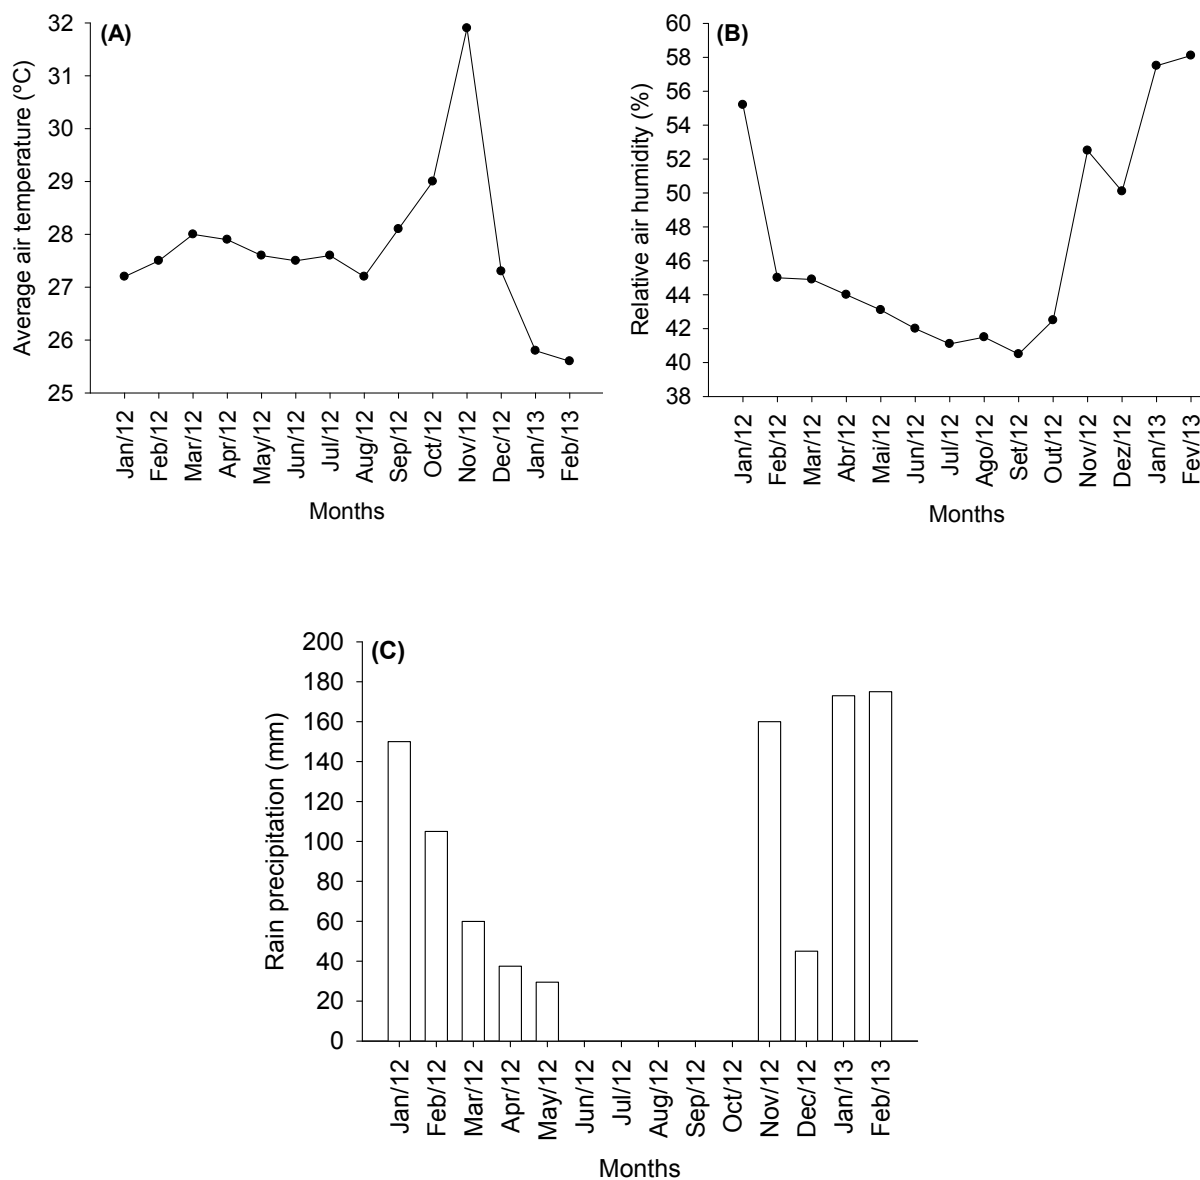 (A)
Average air temperature (ºC)
32
31
30
29
28
27
26
25
Jan/12
Feb/12
Mar/12
Apr/12
May/12
Jun/12
Jul/12
Aug/12
Sep/12
Oct/12
Nov/12
Dec/12
Jan/13
Feb/13
Months
(B)
Relative air humidity (%)
60
58
56
54
52
50
48
46
44
42
40
38
Jan/12
Feb/12
Mar/12
Abr/12
Mai/12
Jun/12
Jul/12
Ago/12
Set/12
Out/12
Nov/12
Dez/12
Jan/13
Fev/13
Months
(C)
Rain precipitation (mm)
200
180
160
140
120
100
80
60
40
20
0
Jan/12
Feb/12
Mar/12
Apr/12
May/12
Jun/12
Jul/12
Aug/12
Sep/12
Oct/12
Nov/12
Dec/12
Jan/13
Feb/13
Months